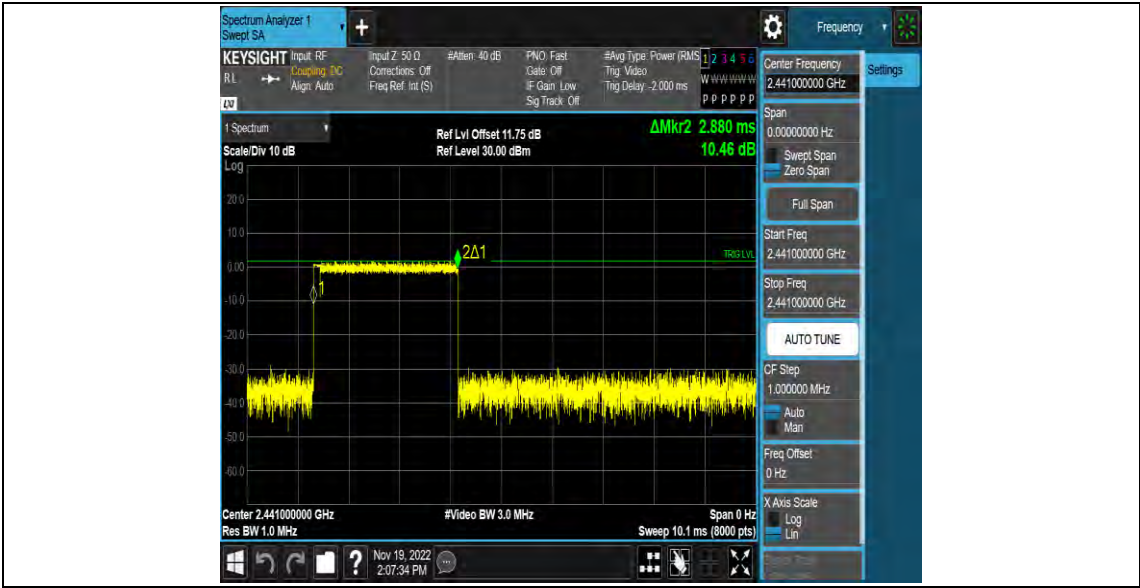 Spectrum Analyzer 1
Swept SA
+
Frequency
KEYSIGHT
R L
LXI
Input: RF
Coupling: DC
Align: Auto
Input Z: 50 Ω
Corrections: Off
Freq Ref: Int (S)
#Atten: 40 dB
PNO: Fast
Gate: Off
IF Gain: Low
Sig Track: Off
#Avg Type: Power (RMS
Trig: Video
Trig Delay: -2.000 ms
1 2 3 4 5 6
W W W W W W
P P P P P P
1 Spectrum
Scale/Div 10 dB
Log
Ref Lvl Offset 11.75 dB
Ref Level 30.00 dBm
ΔMkr2 2.880 ms
10.46 dB
20.0
10.0
0.00
-10.0
-20.0
-30.0
-40.0
-50.0
-60.0
2Δ1
1
TRIG LVL
Center 2.441000000 GHz
Res BW 1.0 MHz
#Video BW 3.0 MHz
Span 0 Hz
Sweep 10.1 ms (8000 pts)
Center Frequency
2.441000000 GHz
Settings
Span
0.00000000 Hz
Swept Span
Zero Span
Full Span
Start Freq
2.441000000 GHz
Stop Freq
2.441000000 GHz
AUTO TUNE
CF Step
1.000000 MHz
Auto
Man
Freq Offset
0 Hz
X Axis Scale
Log
Lin
?
Nov 19, 2022
2:07:34 PM